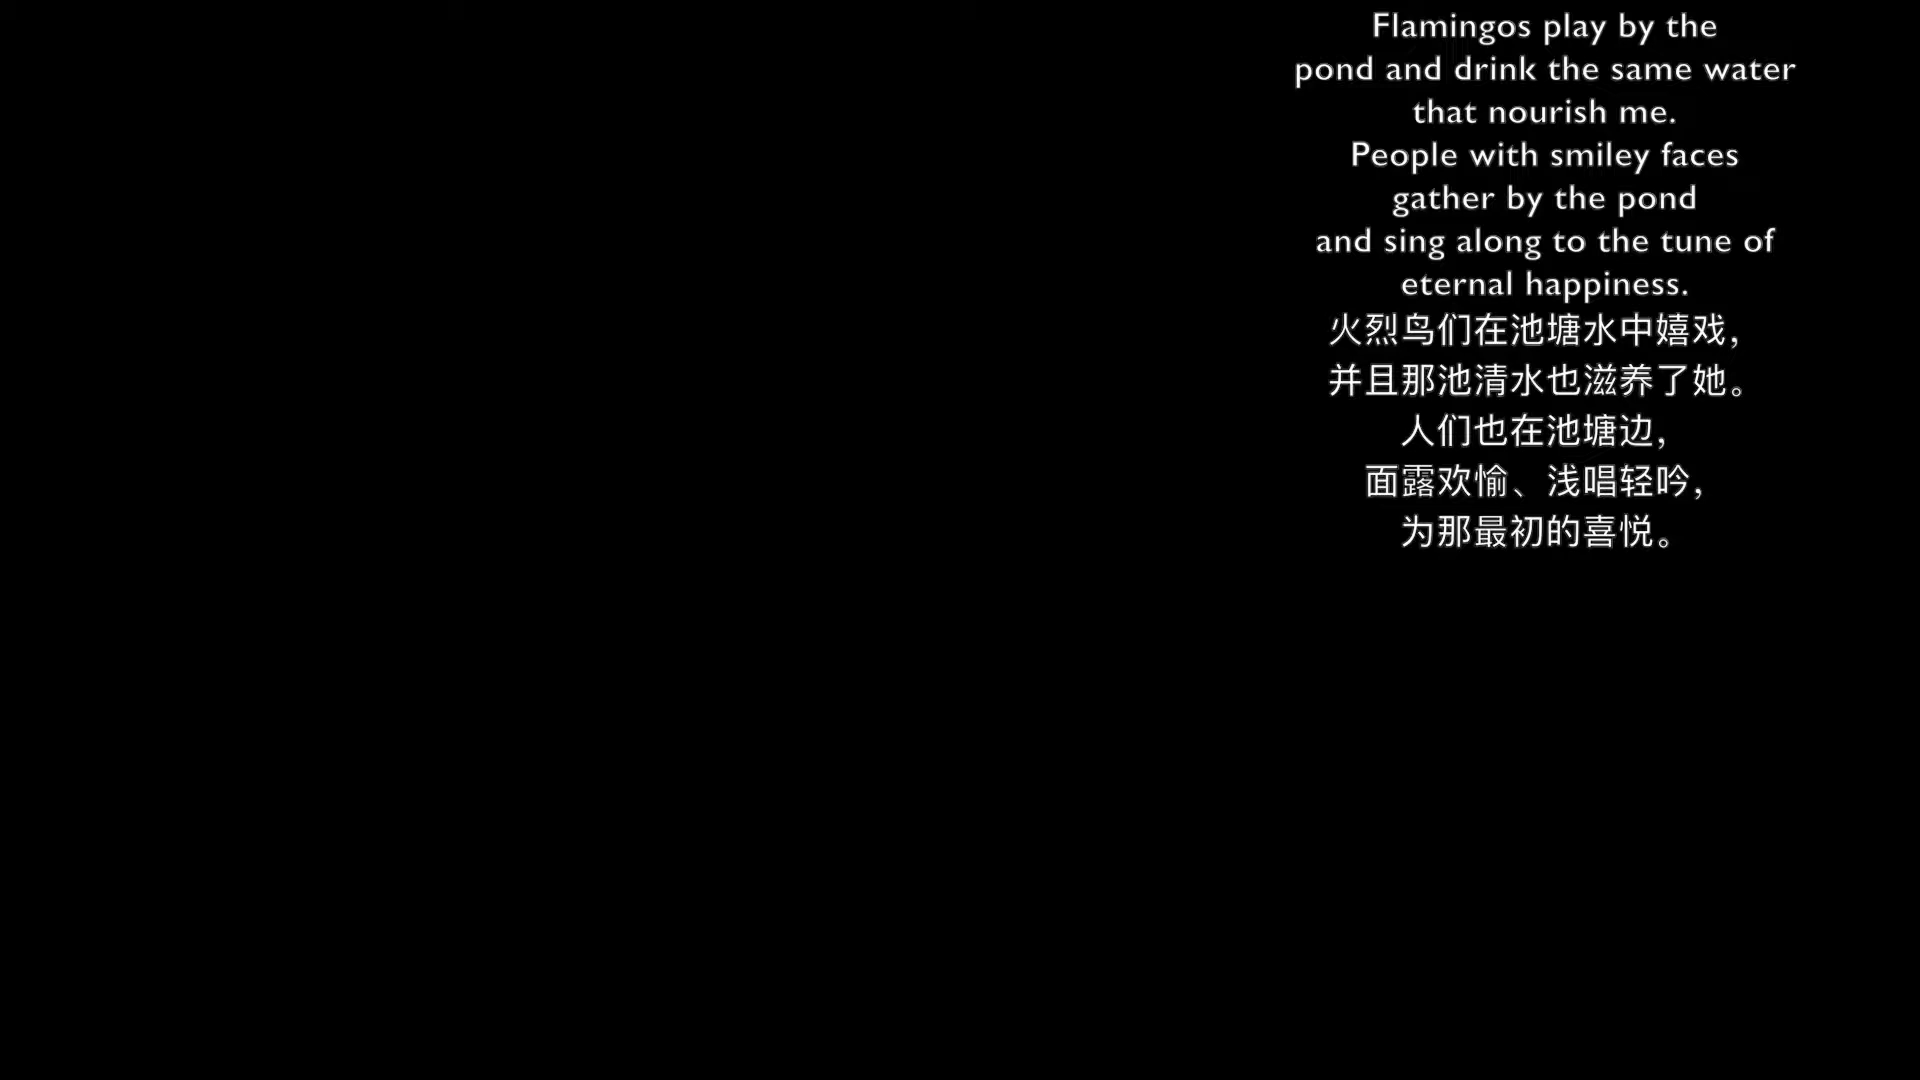 Flamingos play by the
pond and drink the same water
that nourish me.
People with smiley faces
gather by the pond
and sing along to the tune of
eternal happiness.
火烈鸟们在池塘水中嬉戏，
并且那池清水也滋养了她。
人们也在池塘边，
面露欢愉、浅唱轻吟，
为那最初的喜悦。